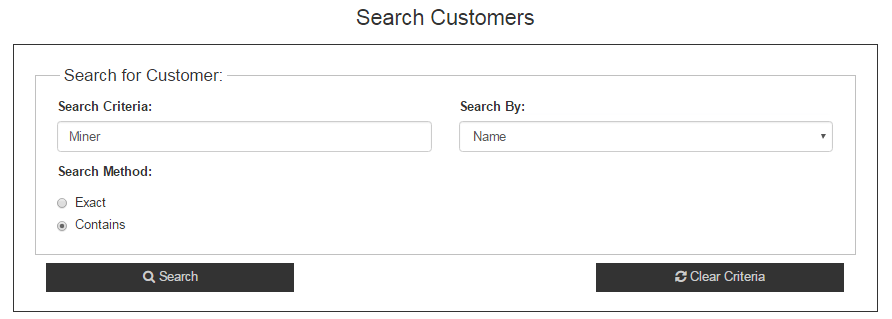 Search Customers
Search for Customer:
Search Criteria:
Search By:
Miner
Name
Search Method:
Exact
Contains
Search
Clear Criteria